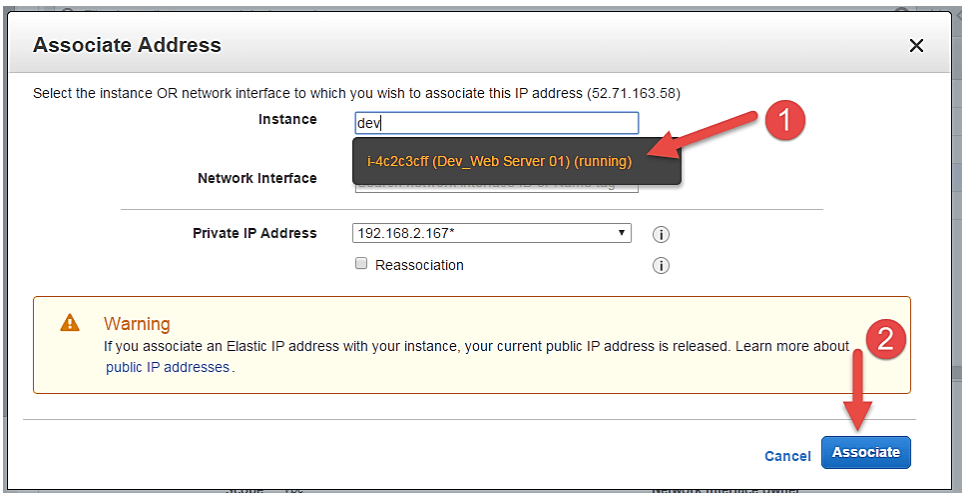 Associate Address
Select the instance OR network interface to which you wish to associate this IP address (52.71.163.58)
Instance
dev
1
i-4c2c3cff (Dev_Web Server 01) (running)
Network Interface
Private IP Address
192.168.2.167*
Reassociation
Warning
If you associate an Elastic IP address with your instance, your current public IP address is released. Learn more about
public IP addresses.
2
Cancel
Associate